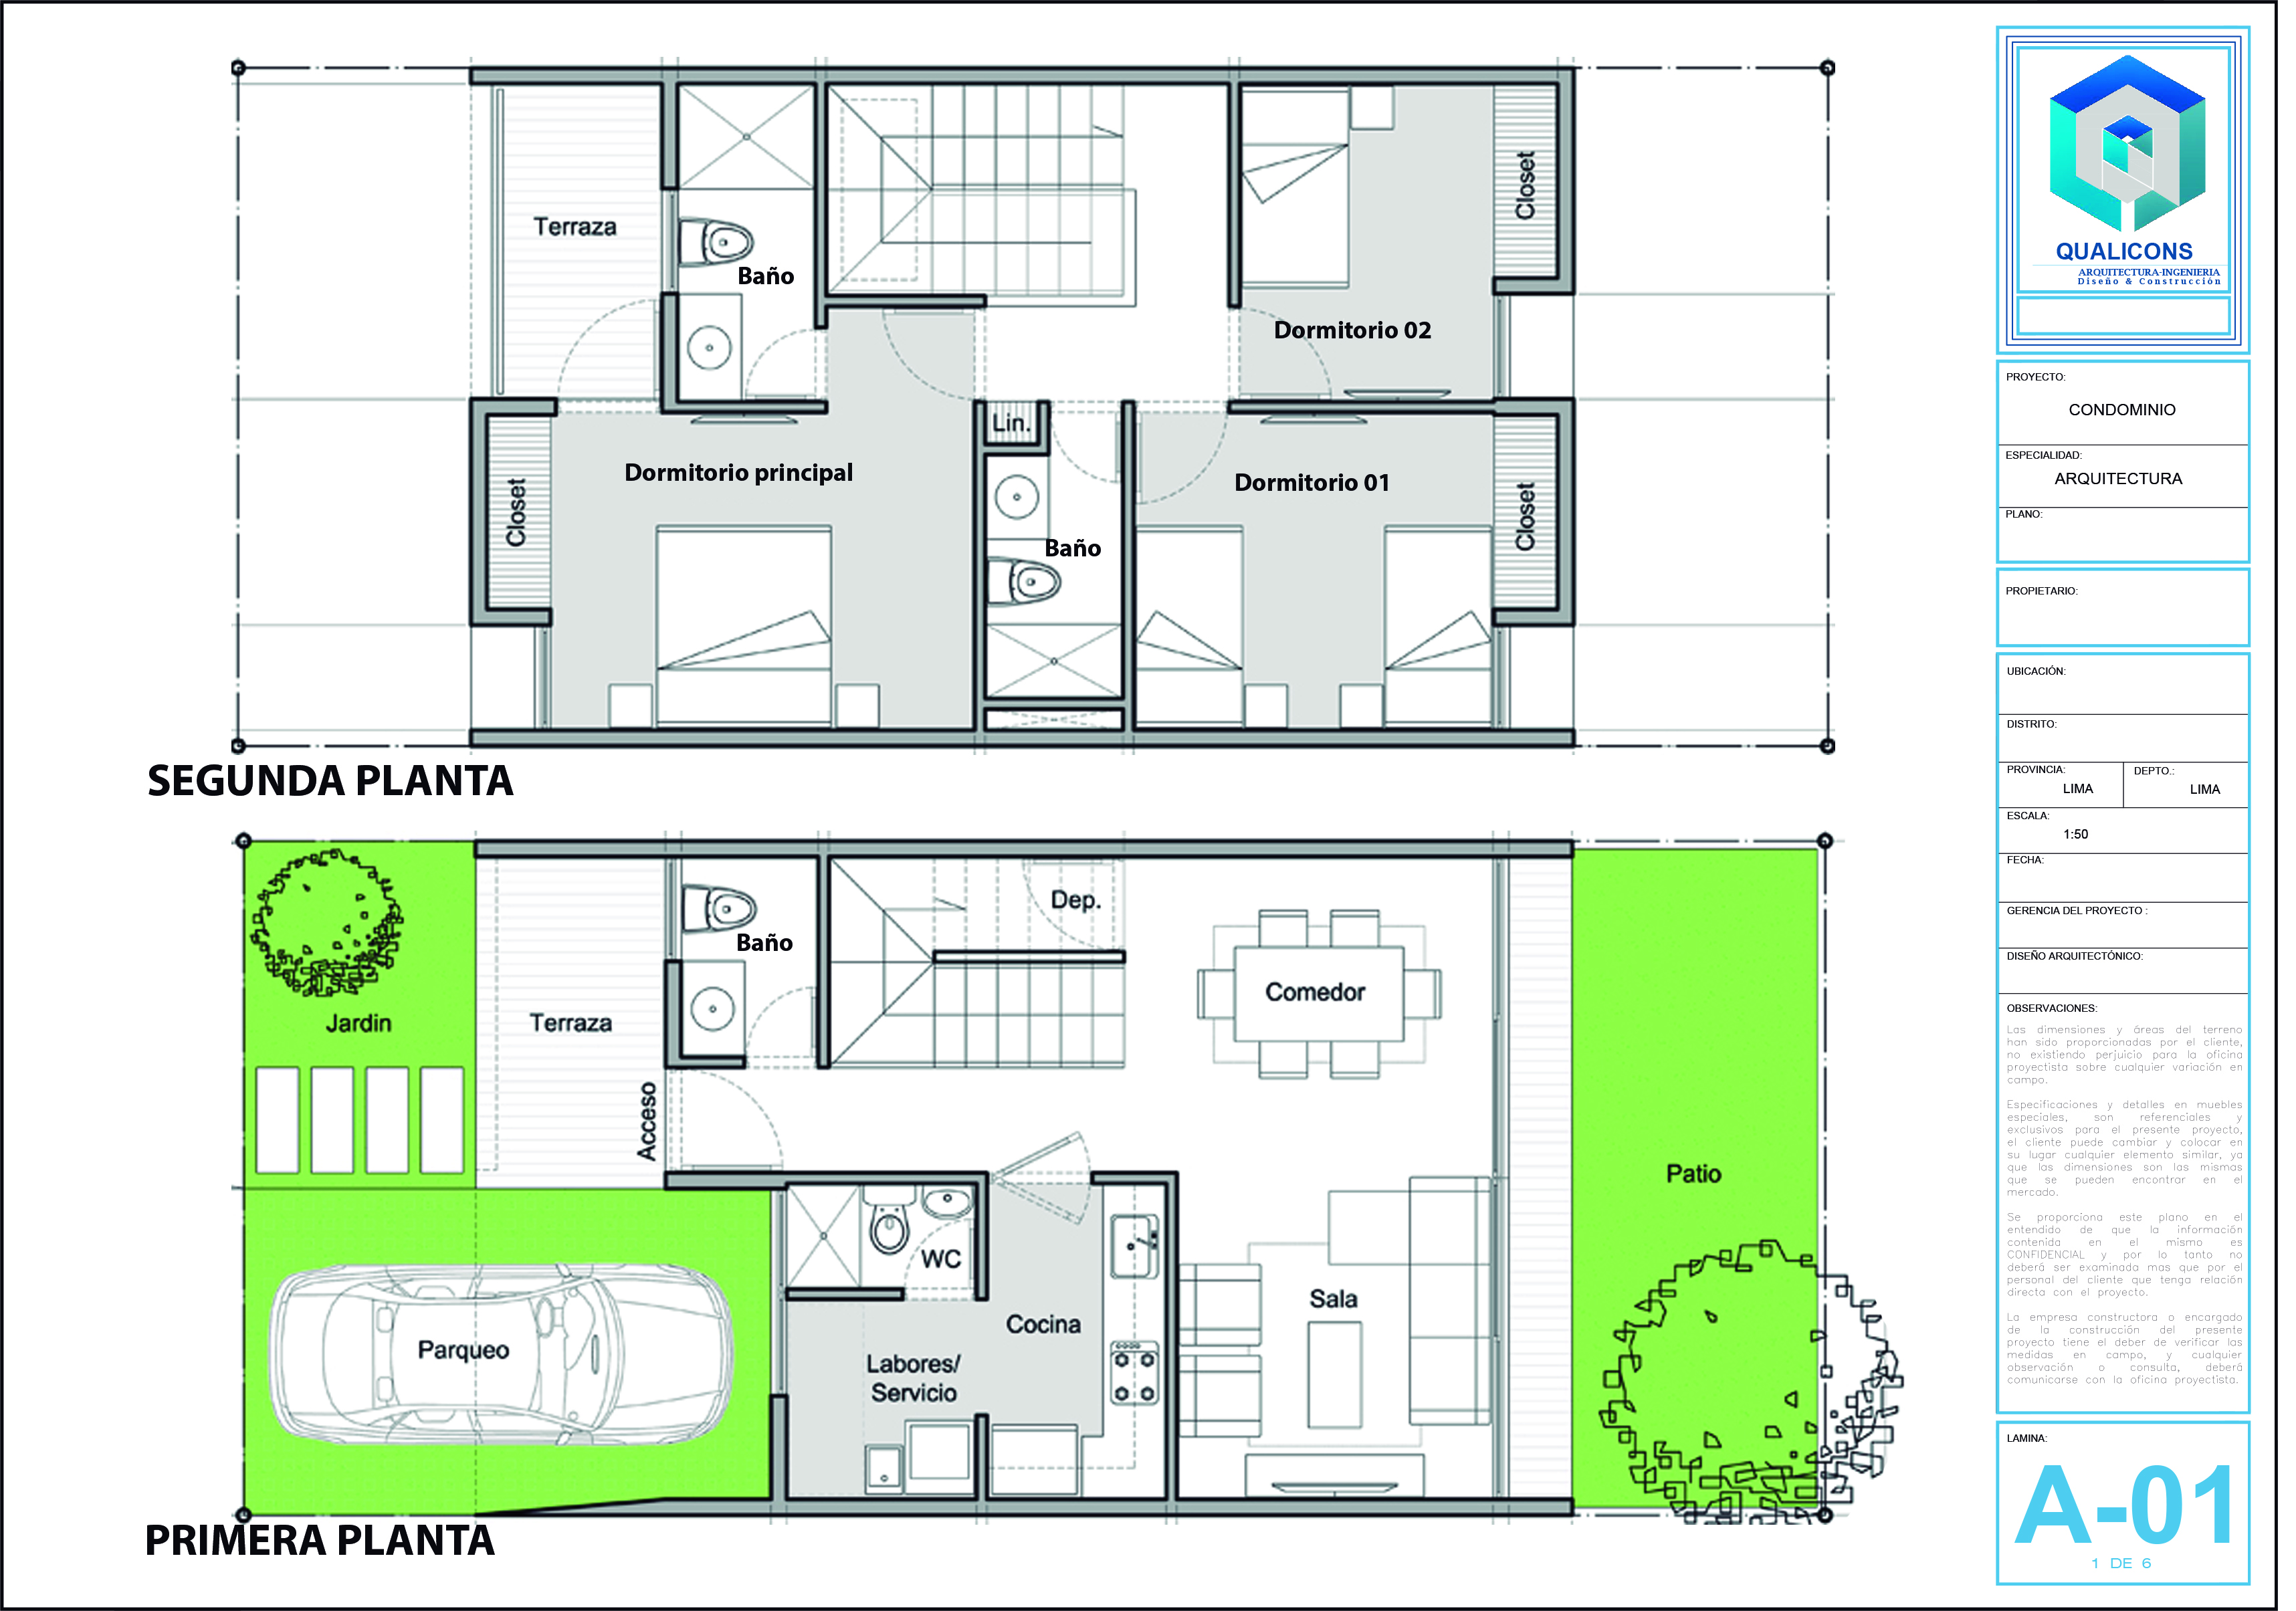 Terraza
Baño
Closet
Dormitorio 02
Lin.
Dormitorio principal
Dormitorio 01
Closet
Baño
Closet
SEGUNDA PLANTA
Dep.
Baño
Comedor
Jardin
Terraza
Acceso
Patio
WC
Sala
Cocina
Parqueo
Labores/
Servicio
PRIMERA PLANTA
QUALICONS
ARQUITECTURA-INGENIERIA
Diseño & Construcción
PROYECTO:
CONDOMINIO
ESPECIALIDAD:
ARQUITECTURA
PLANO:
PROPIETARIO:
UBICACIÓN:
DISTRITO:
PROVINCIA:
LIMA
DEPTO.:
LIMA
ESCALA:
1:50
FECHA:
GERENCIA DEL PROYECTO :
DISEÑO ARQUITECTÓNICO:
OBSERVACIONES:
Las dimensiones y áreas del terreno
han sido proporcionadas por el cliente,
no existiendo perjuicio para la oficina
proyectista sobre cualquier variación en
campo.
Especificaciones y detalles en muebles
especiales, son referenciales y
exclusivos para el presente proyecto,
el cliente puede cambiar y colocar en
su lugar cualquier elemento similar, ya
que las dimensiones son las mismas
que se pueden encontrar en el
mercado.
Se proporciona este plano en el
entendido de que la información
contenida en el mismo es
CONFIDENCIAL y por lo tanto no
deberá ser examinada mas que por el
personal del cliente que tenga relación
directa con el proyecto.
La empresa constructora o encargado
de la construcción del presente
proyecto tiene el deber de verificar las
medidas en campo, y cualquier
observación o consulta, deberá
comunicarse con la oficina proyectista.
LAMINA:
A-01
1 DE 6